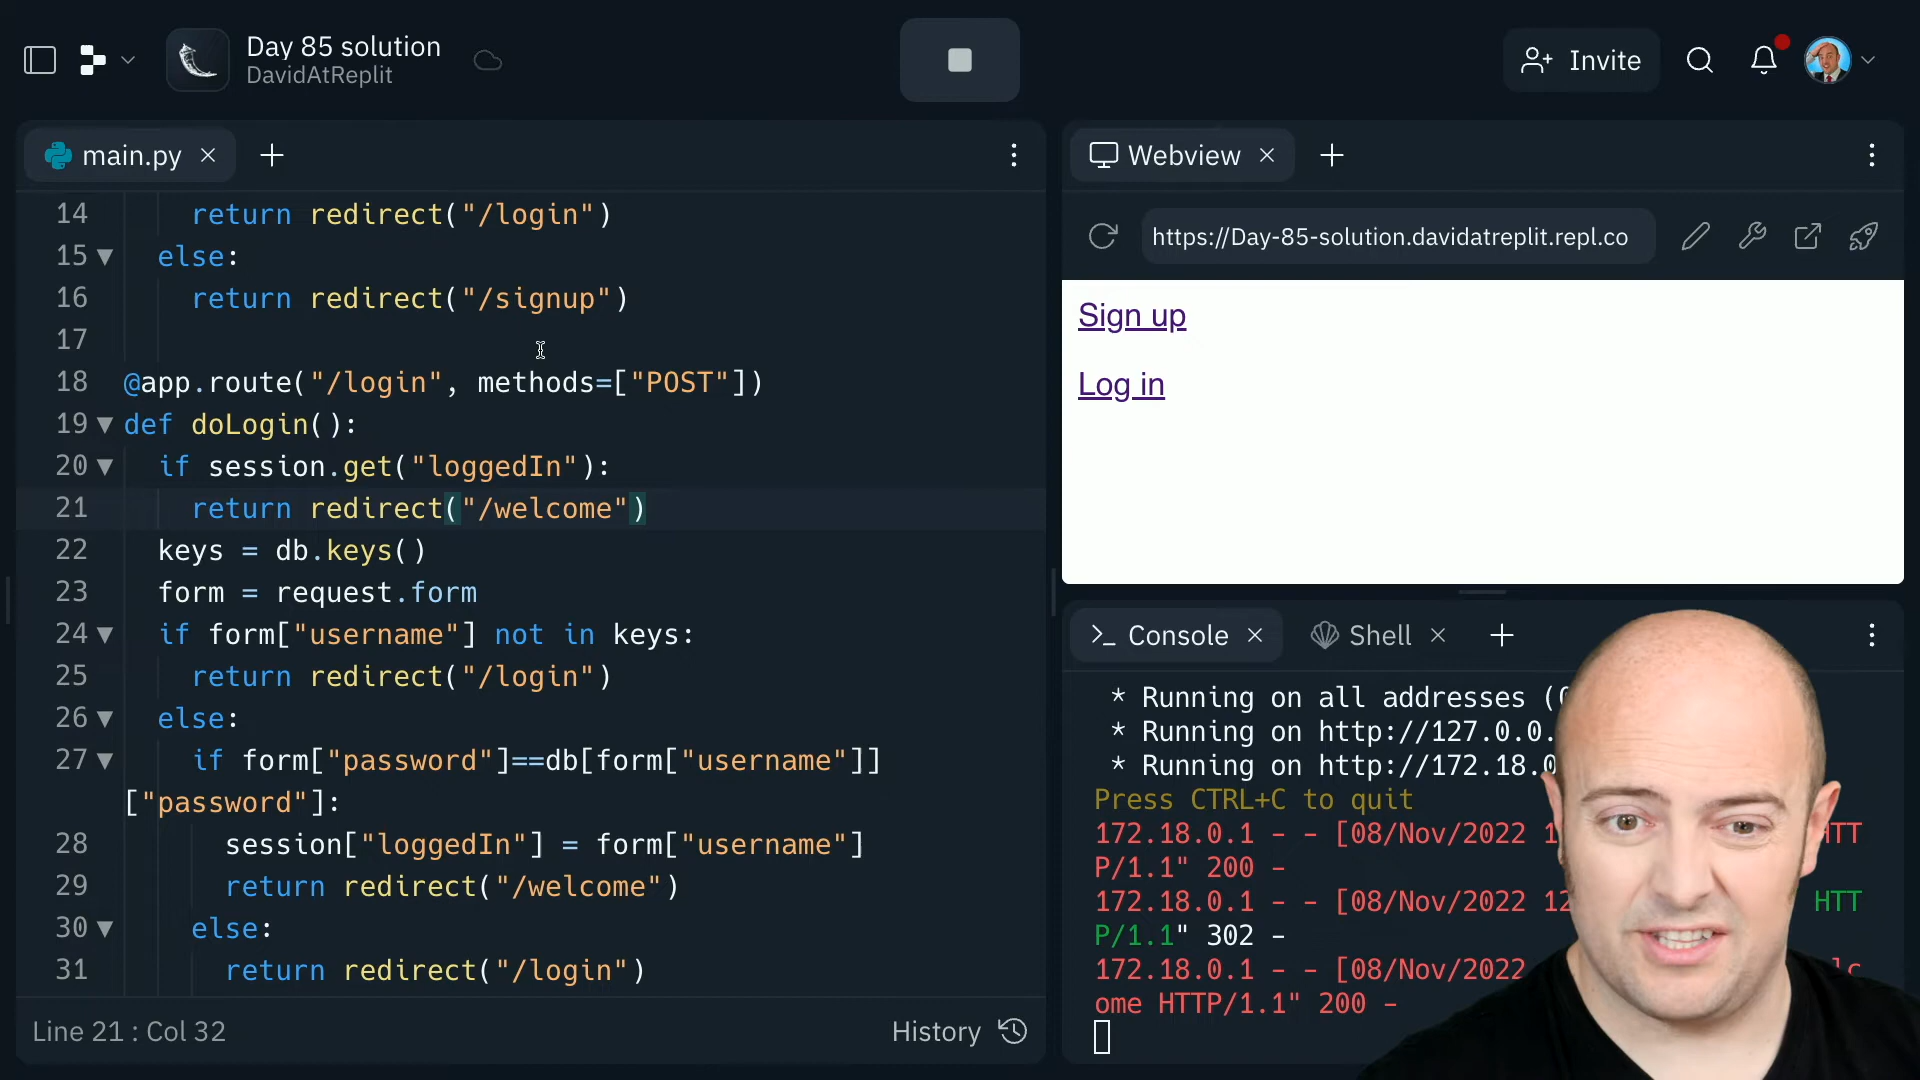 Day 85 solution
DavidAtReplit
Invite
main.py
14 return redirect("/login")
15 else:
16 return redirect("/signup")
17
18 @app.route("/login", methods=["POST"])
19 def doLogin():
20 if session.get("loggedIn"):
21 return redirect("/welcome")
22 keys = db.keys()
23 form = request.form
24 if form["username"] not in keys:
25 return redirect("/login")
26 else:
27 if form["password"]==db[form["username"]]
["password"]:
28 session["loggedIn"] = form["username"]
29 return redirect("/welcome")
30 else:
31 return redirect("/login")
Line 21 : Col 32
History
Webview
https://Day-85-solution.davidatreplit.repl.co
Sign up
Log in
Console
Shell
* Running on all addresses (
* Running on http://127.0.0.
* Running on http://172.18.0
Press CTRL+C to quit
172.18.0.1 - - [08/Nov/2022 1 HTT
P/1.1" 200 -
172.18.0.1 - - [08/Nov/2022 12 HTT
P/1.1" 302 -
172.18.0.1 - - [08/Nov/2022 lc
ome HTTP/1.1" 200 -